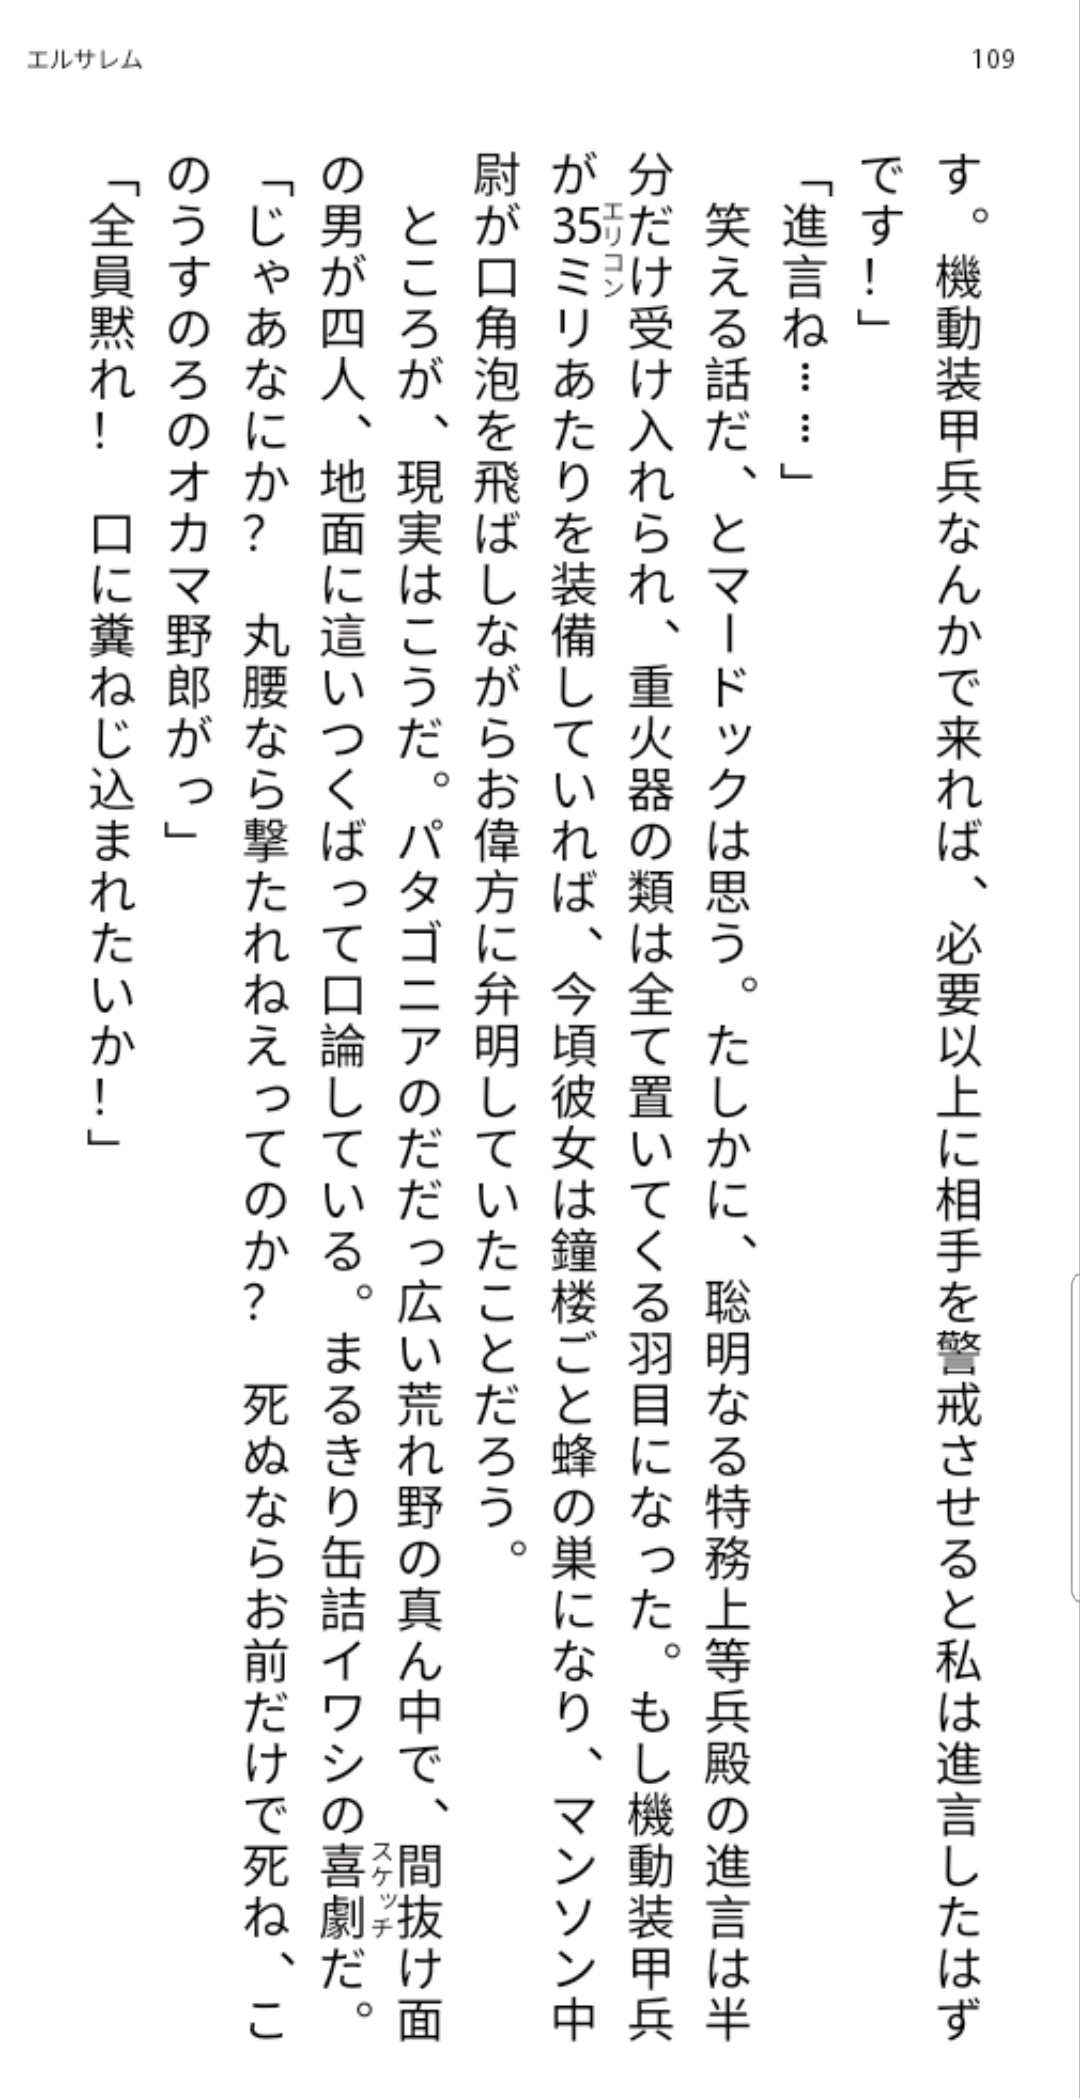 エルサレム
109
す。機動装甲兵なんかで来れば、必要以上に相手を警戒させると私は進言したはず
です！」
「進言ね……」
　笑える話だ、とマードックは思う。たしかに、聡明なる特務上等兵殿の進言は半
分だけ受け入れられ、重火器の類は全て置いてくる羽目になった。もし機動装甲兵
エリコン
が35ミリあたりを装備していれば、今頃彼女は鐘楼ごと蜂の巣になり、マンソン中
尉が口角泡を飛ばしながらお偉方に弁明していたことだろう。
　ところが、現実はこうだ。パタゴニアのだだっ広い荒れ野の真ん中で、間抜け面
スケッチ
の男が四人、地面に這いつくばって口論している。まるきり缶詰イワシの喜劇だ。
「じゃあなにか？　丸腰なら撃たれねえってのか？　死ぬならお前だけで死ね、こ
のうすのろのオカマ野郎がっ」
「全員黙れ！　口に糞ねじ込まれたいか！」